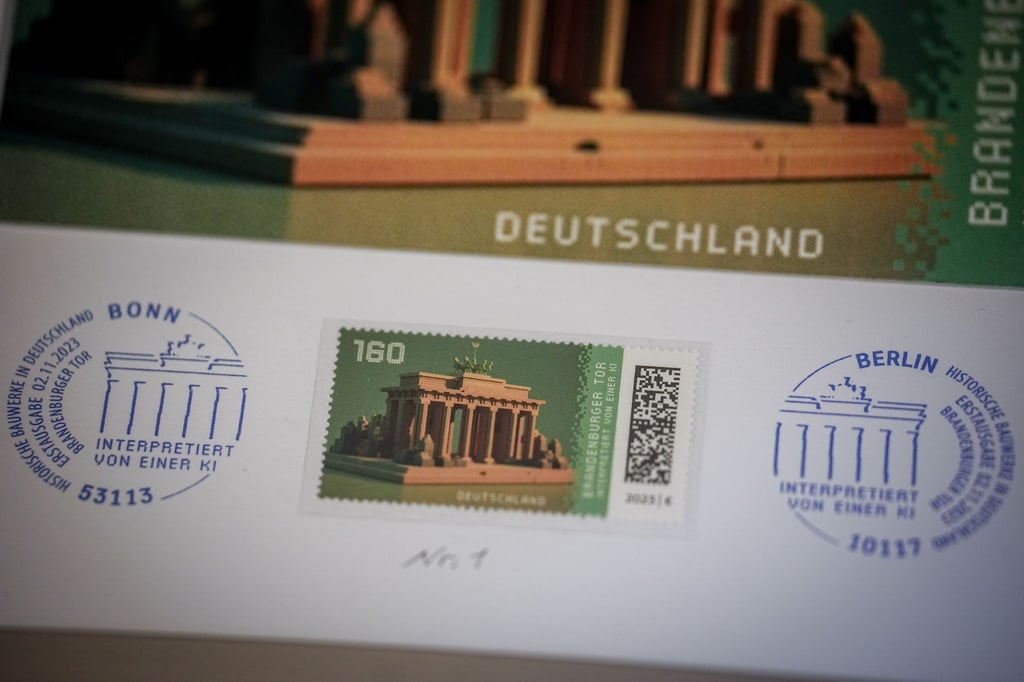 BRANDENB
DEUTSCHLAND
BONN
HISTORISCHE BAUWERKE IN DEUTSCHLAND
ERSTAUSGABE 02.11.2023
BRANDENBURGER TOR
INTERPRETIERT
VON EINER KI
53113
160
DEUTSCHLAND
BRANDENBURGER TOR
INTERPRETIERT VON EINER KI
2023 | €
Nr. 1
BERLIN
HISTORISCHE BAUWERKE IN DEUTSCHLAND
ERSTAUSGABE 02.11.2023
BRANDENBURGER TOR
INTERPRETIERT
VON EINER KI
10117